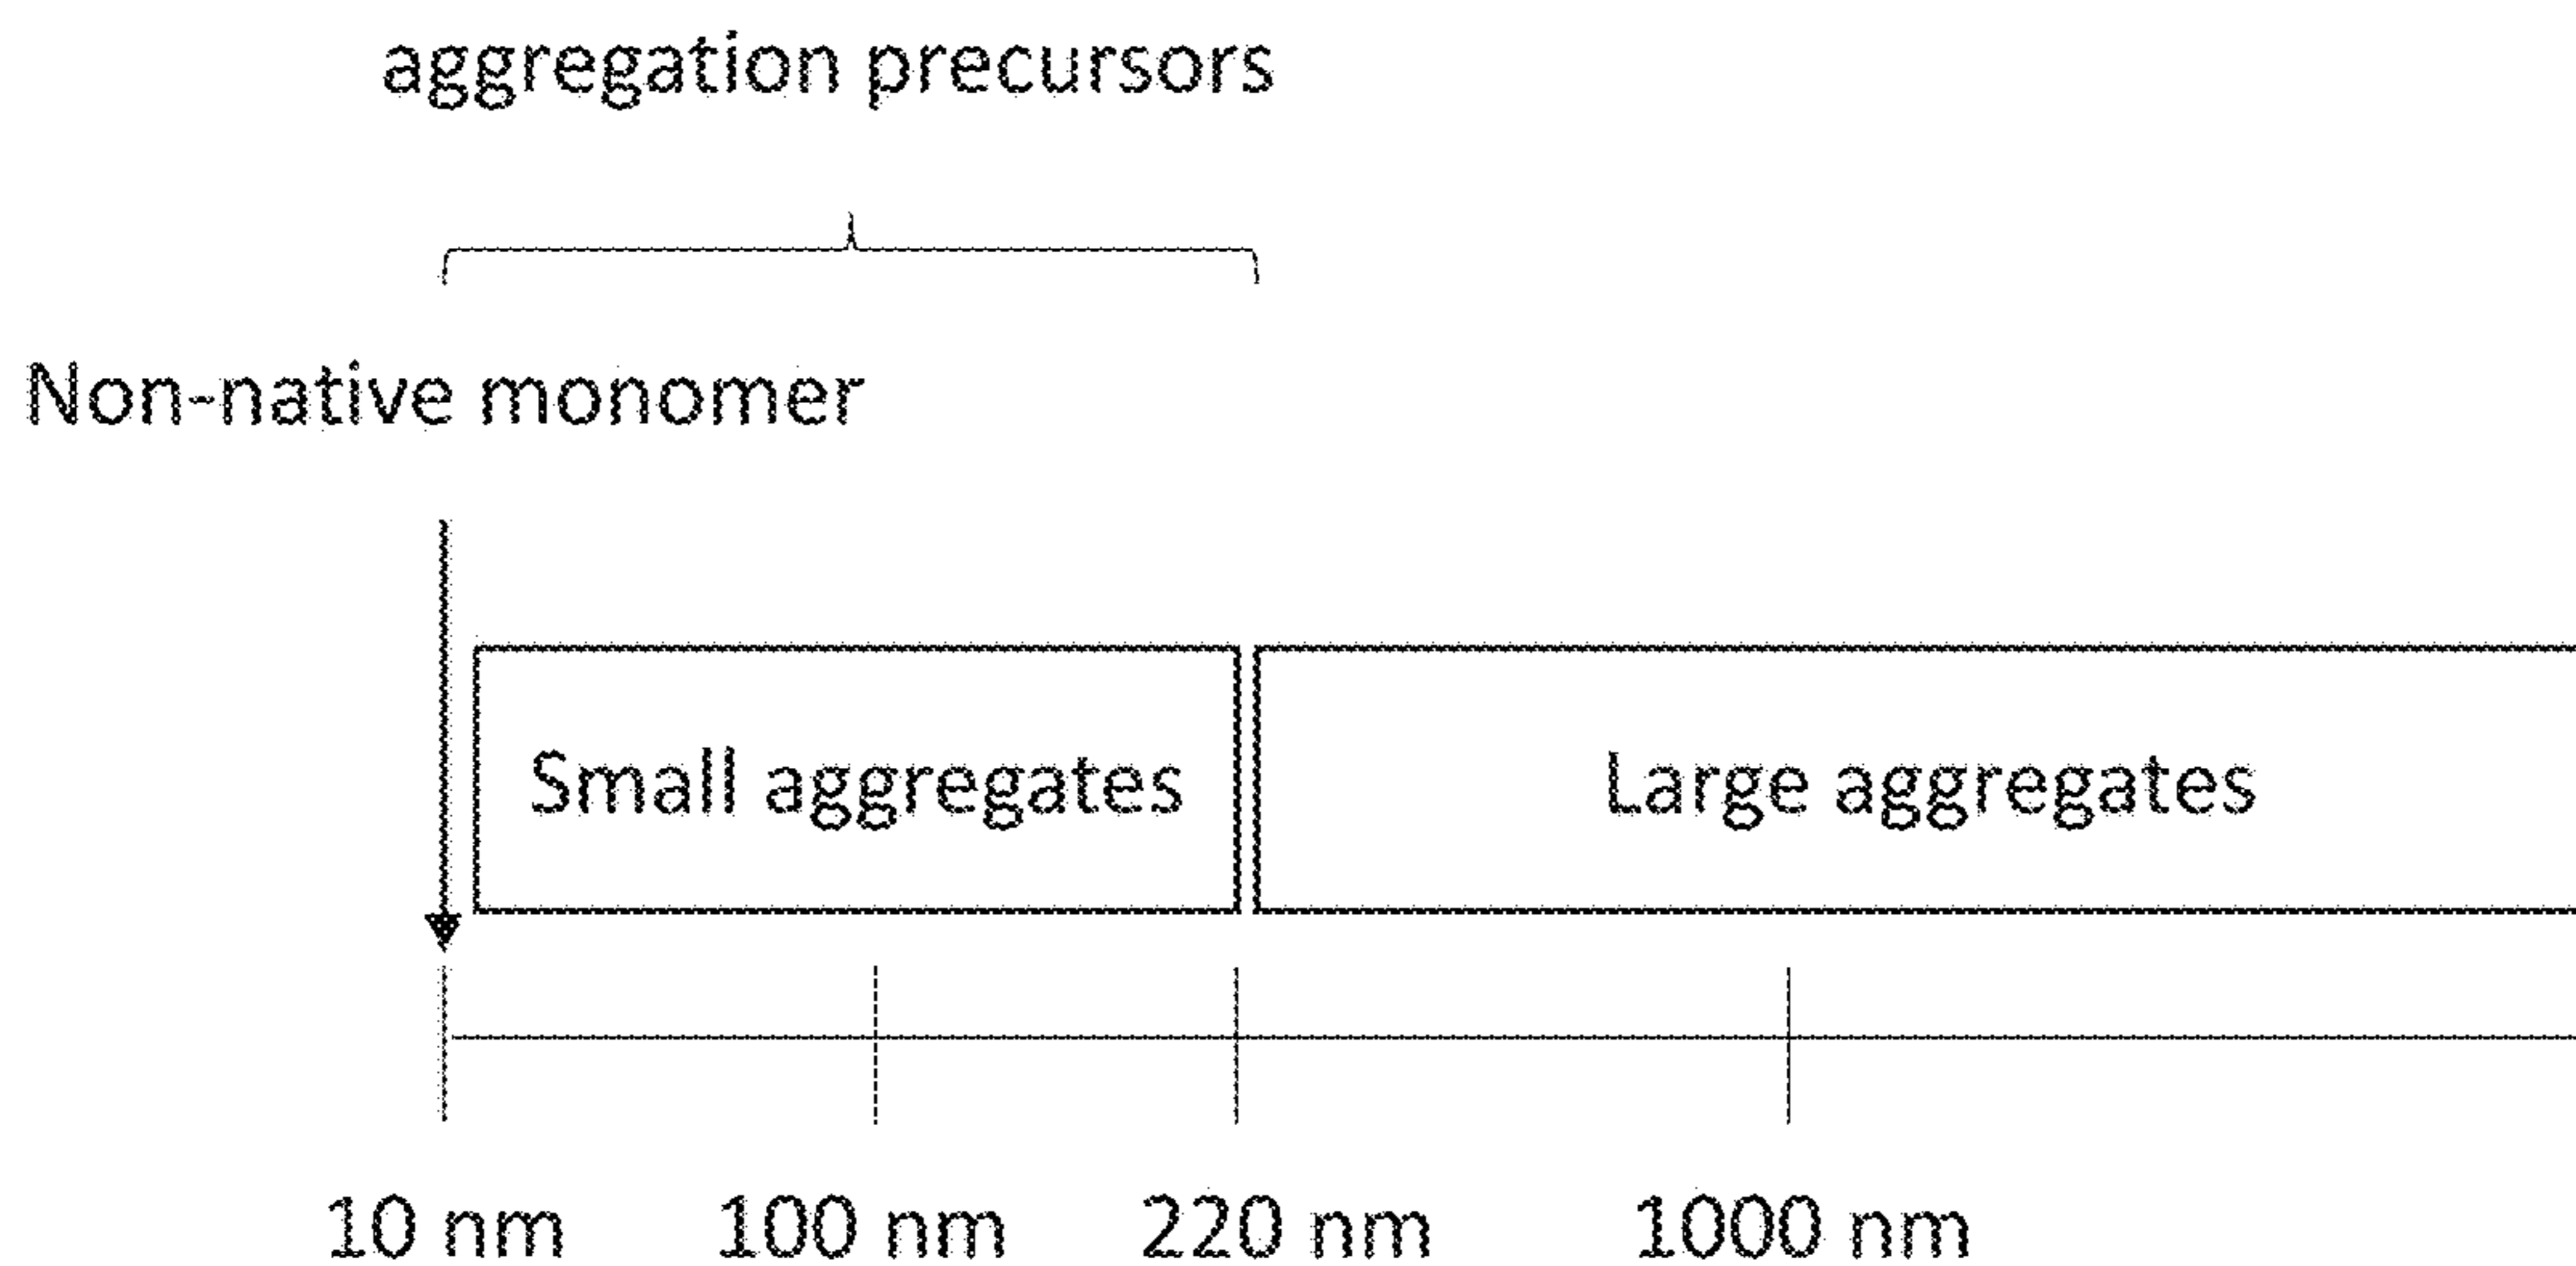 aggregation precursors
Non-native monomer
Small aggregates
Large aggregates
10 nm
100 nm
220 nm
1000 nm